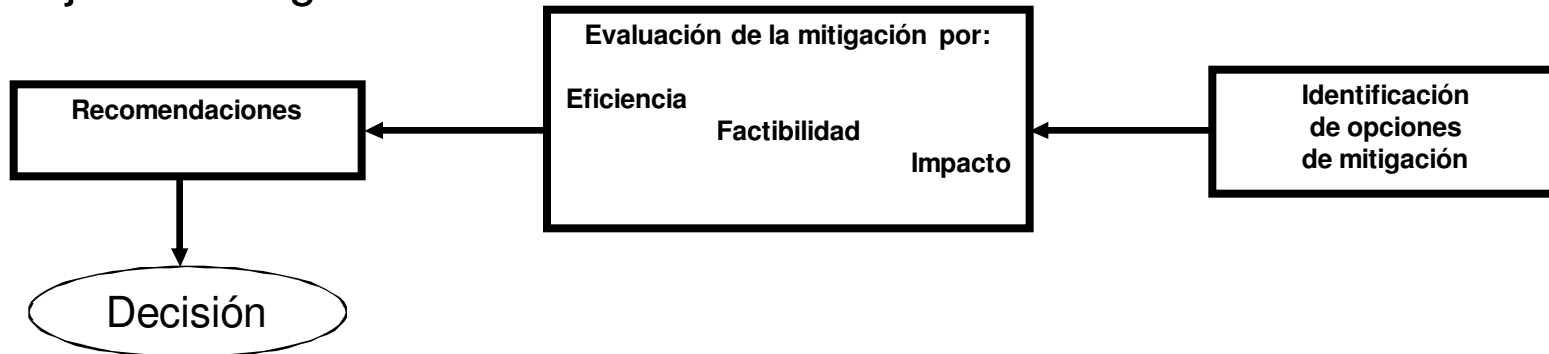 Evaluación de la mitigación por:
Eficiencia
Factibilidad
Impacto
Recomendaciones
Identificación
de opciones
de mitigación
Decisión